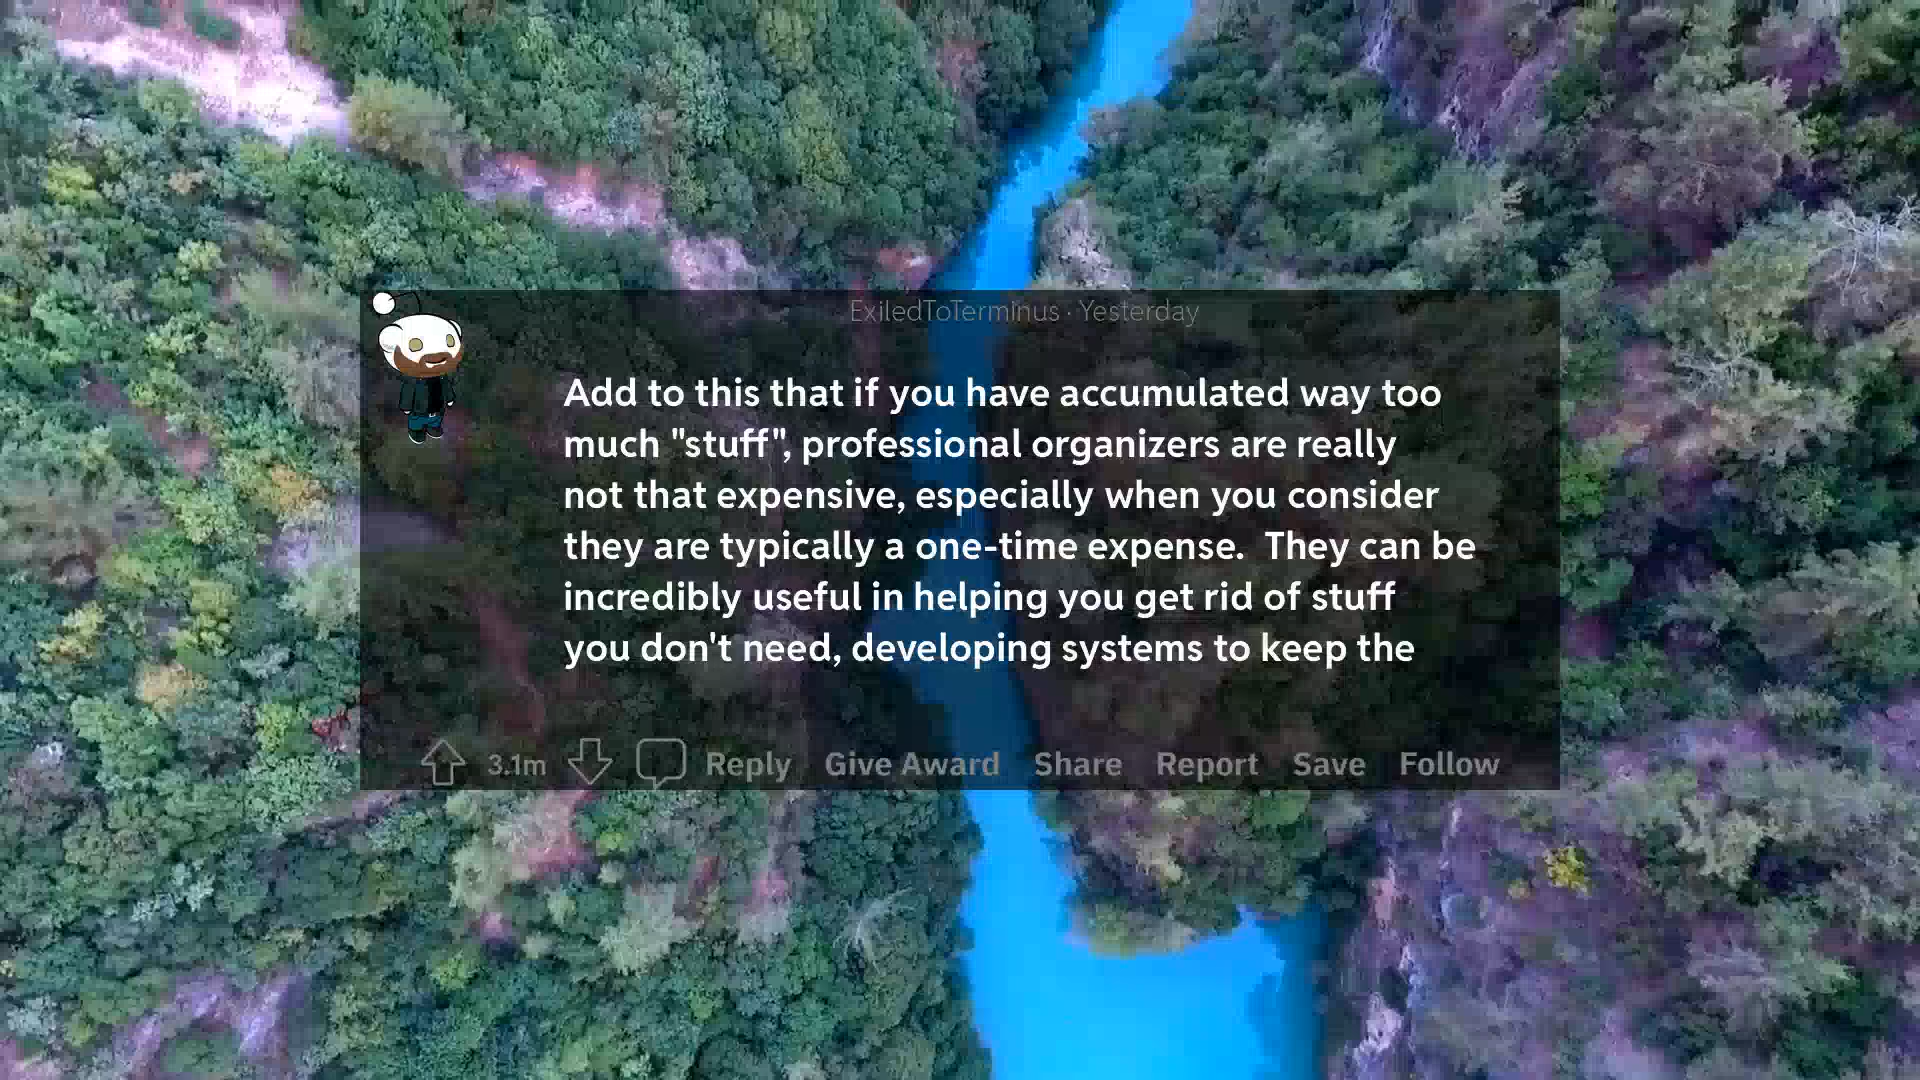 ExiledToTerminus · Yesterday
Add to this that if you have accumulated way too
much "stuff", professional organizers are really
not that expensive, especially when you consider
they are typically a one-time expense.  They can be
incredibly useful in helping you get rid of stuff
you don't need, developing systems to keep the
3.1m Reply Give Award Share Report Save Follow